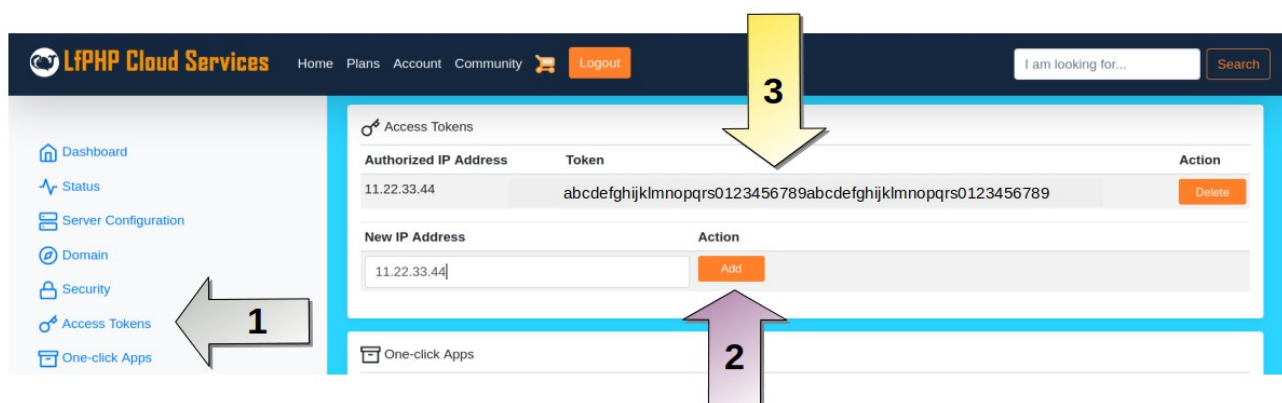 LfPHP Cloud Services Home Plans Account Community Logout I am looking for... Search
3
Access Tokens
Dashboard
Authorized IP Address Token Action
Status
11.22.33.44 abcdefghijklmnopqrs0123456789abcdefghijklmnopqrs0123456789 Delete
Server Configuration
New IP Address Action
Domain
11.22.33.44 Add
Security
Access Tokens
1
One-click Apps
One-click Apps
2